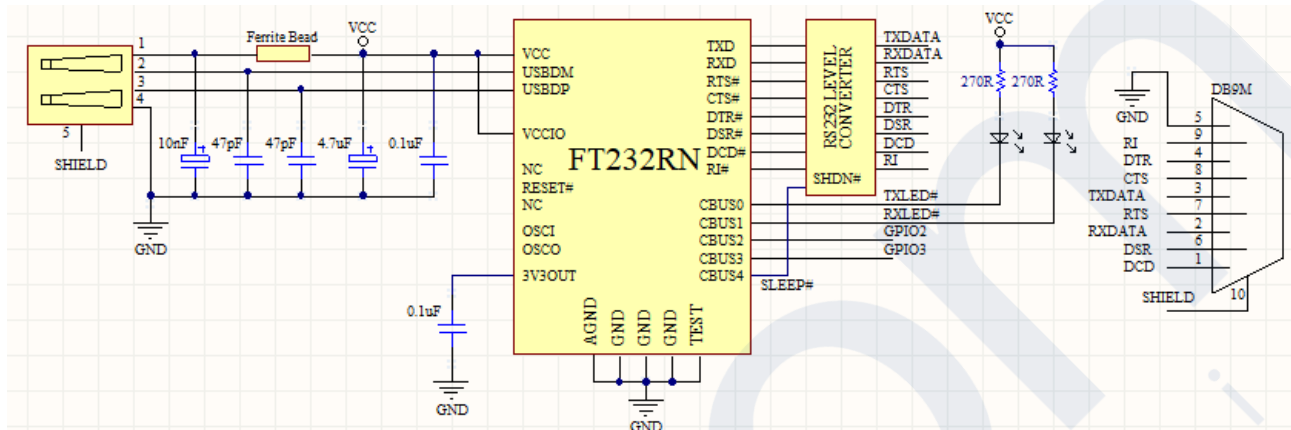 1
2
3
4
5
SHIELD
Ferrite Bead
VCC
10nF
47pF
47pF
4.7uF
0.1uF
+
+
GND
VCC
USBDM
USBDP
VCCIO
NC
RESET#
NC
OSCI
OSCO
3V3OUT
0.1uF
GND
FT232RN
TXD
RXD
RTS#
CTS#
DTR#
DSR#
DCD#
RI#
CBUS0
CBUS1
CBUS2
CBUS3
CBUS4
AGND
GND
GND
GND
TEST
GND
RS232 LEVEL
CONVERTER
SHDN#
SLEEP#
TXDATA
RXDATA
RTS
CTS
DTR
DSR
DCD
RI
TXLED#
RXLED#
GPIO2
GPIO3
VCC
270R
270R
DB9M
GND
5
RI 9
DTR 4
CTS 8
TXDATA 3
RTS 7
RXDATA 2
DSR 6
DCD 1
SHIELD 10